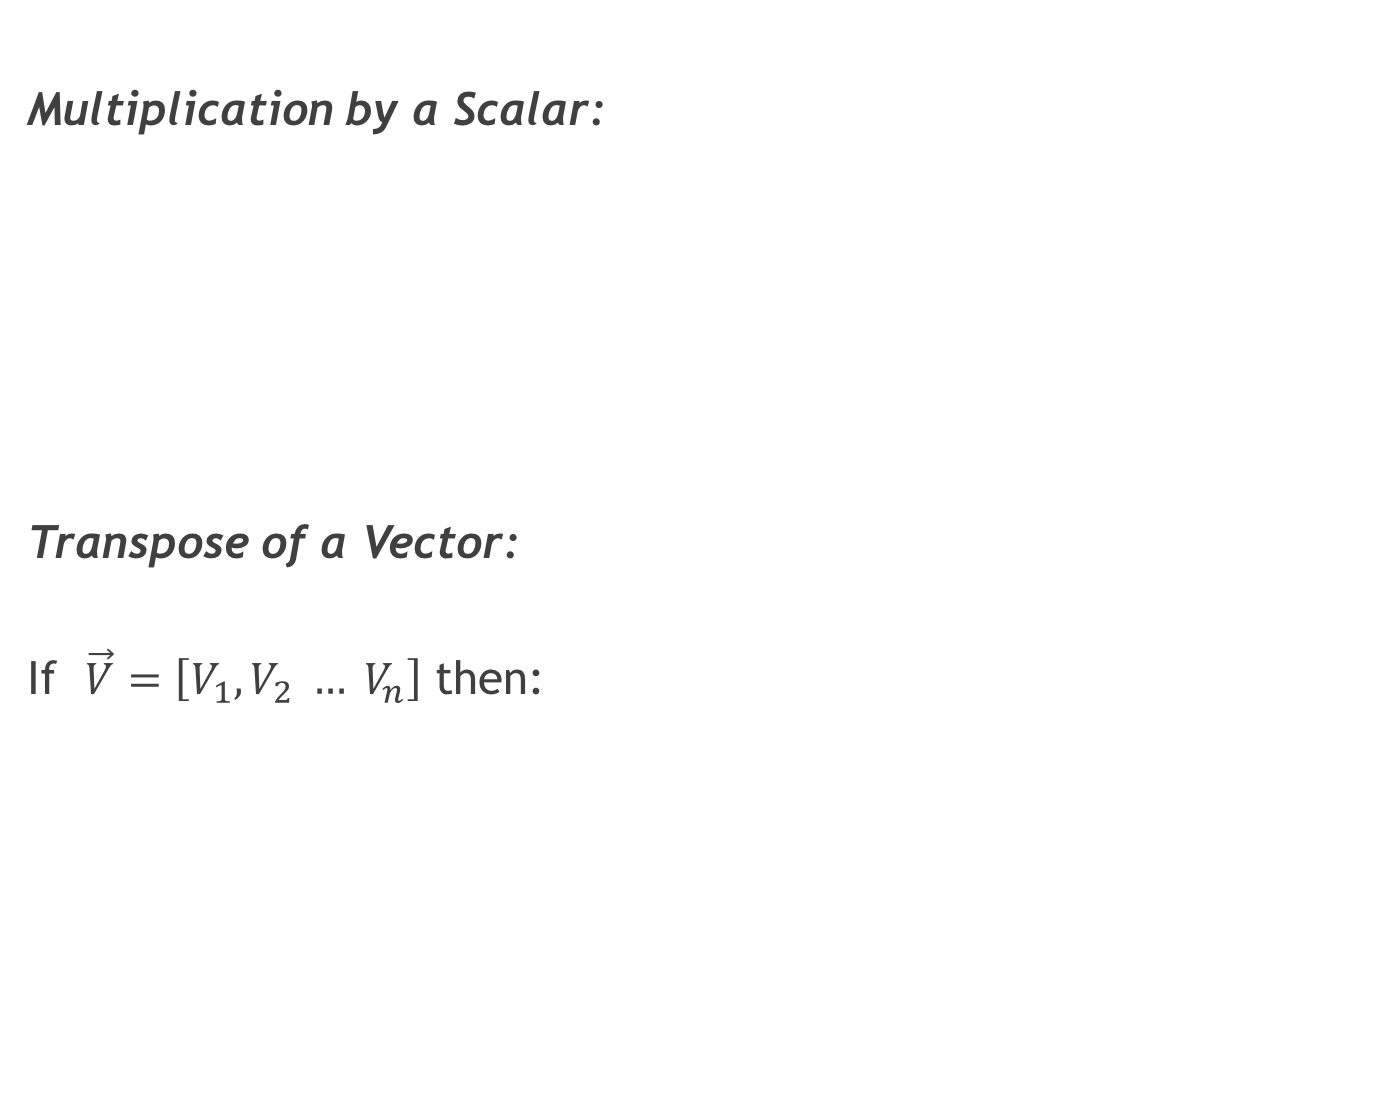 Multiplication by a Scalar:
Transpose of a Vector:
If V⃗ = [V₁, V₂ … Vₙ] then: